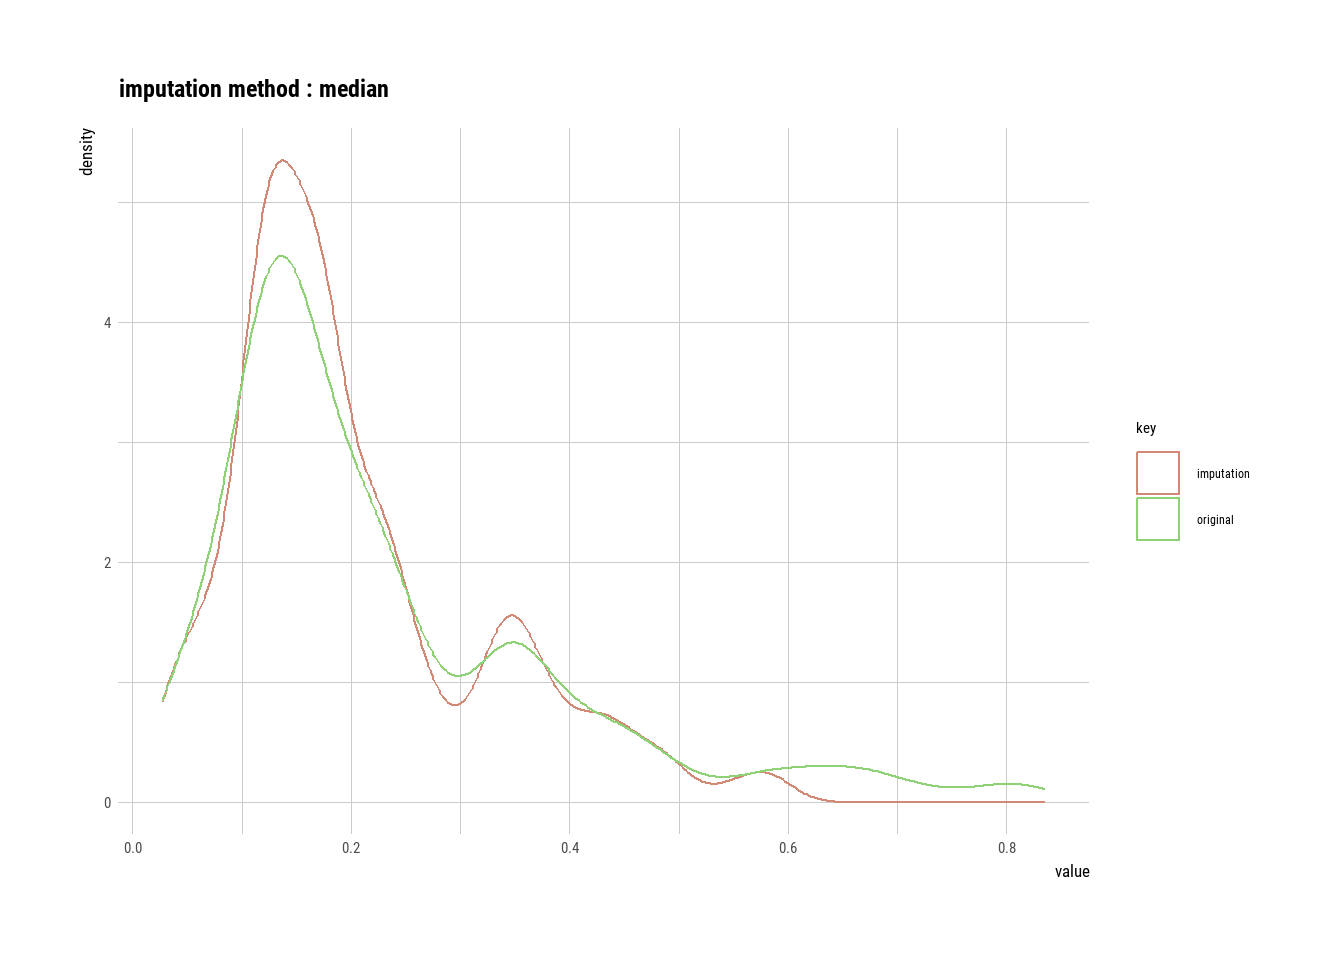 imputation method : median
density
4
2
0
0.0 0.2 0.4 0.6 0.8
value
key
imputation
original